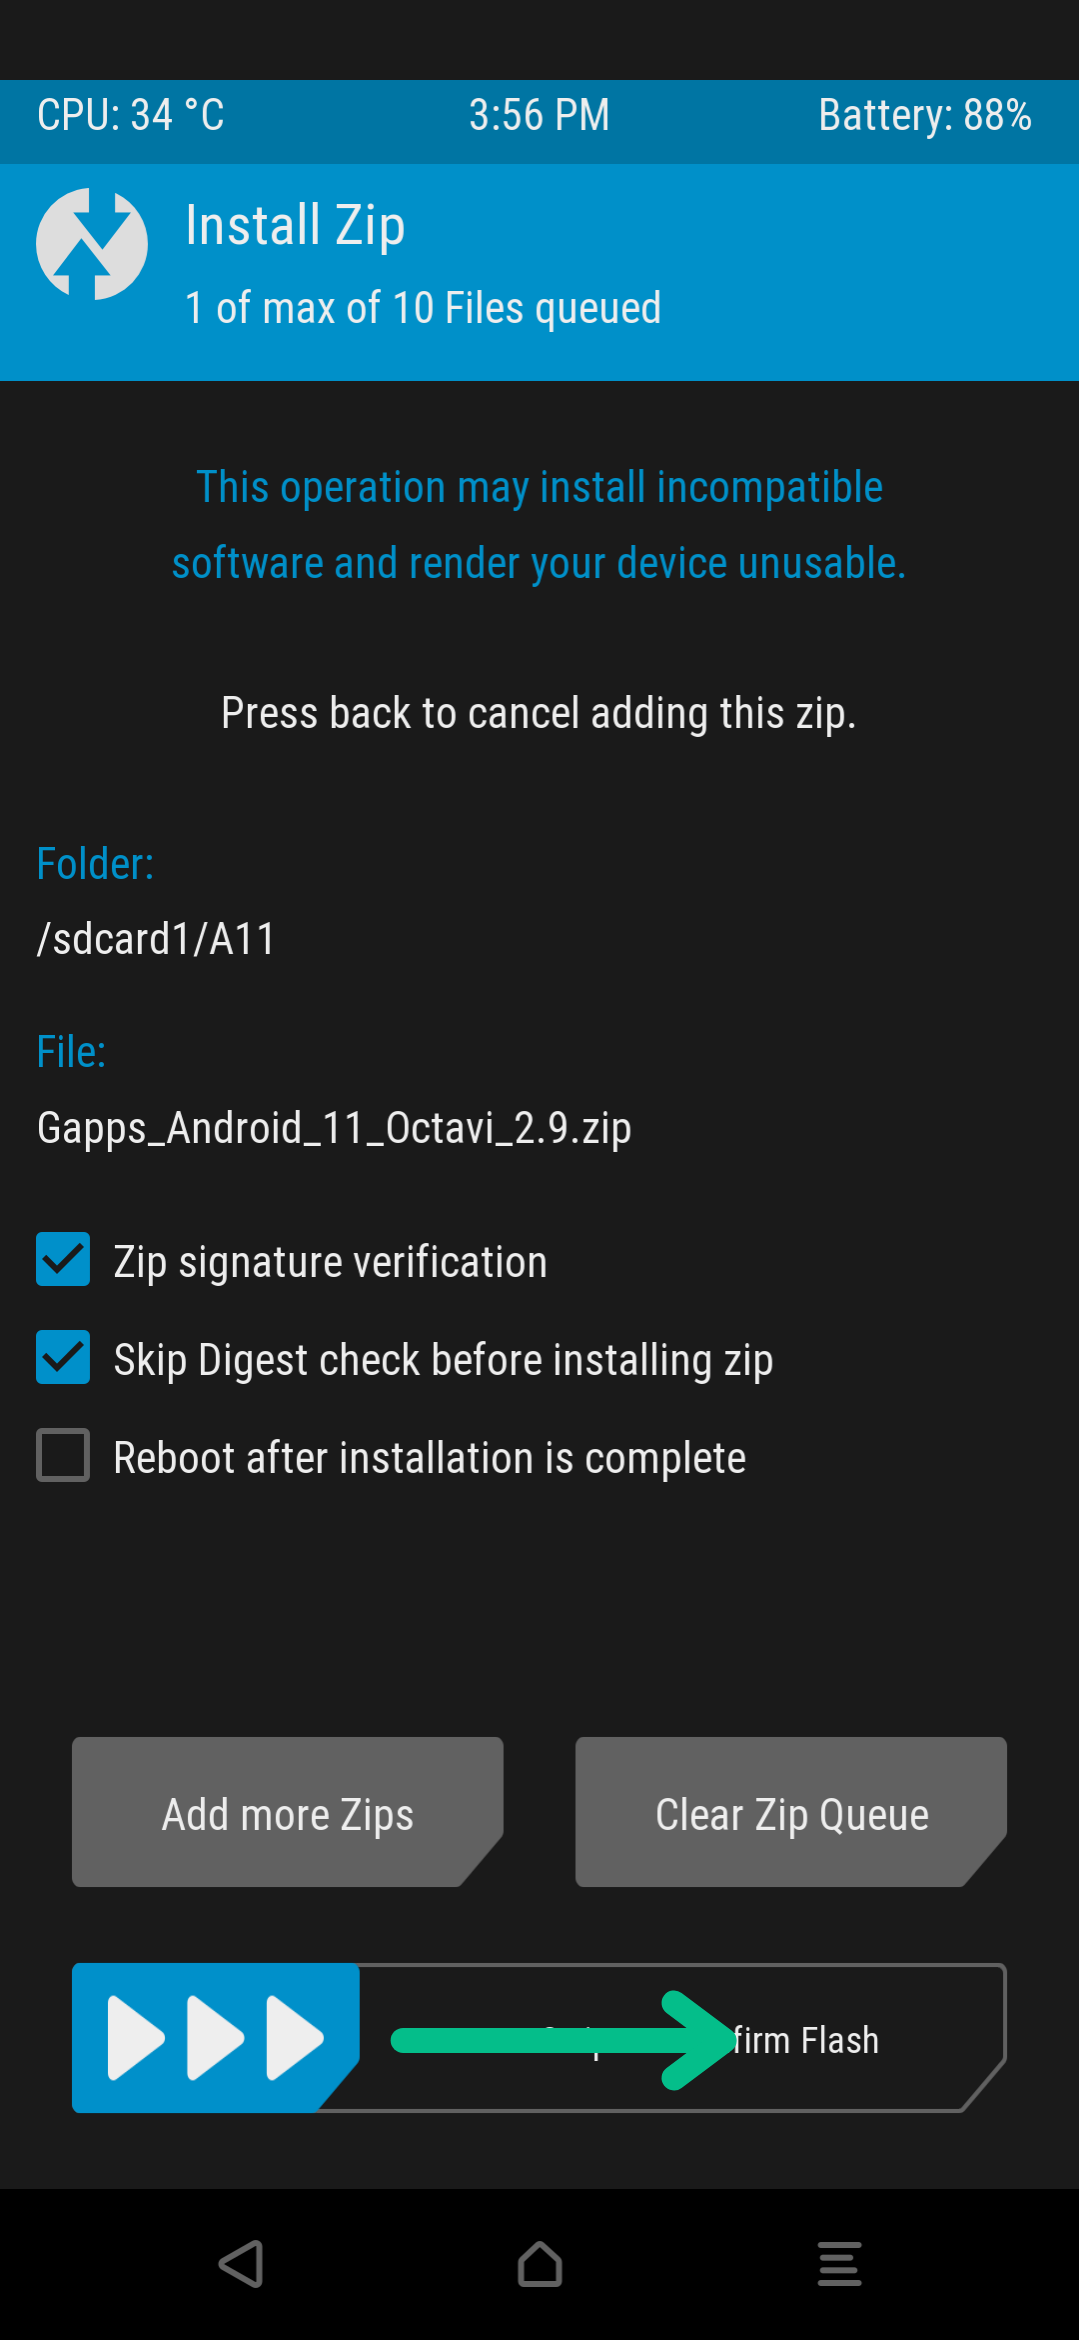 CPU: 34 °C 3:56 PM Battery: 88%
Install Zip
1 of max of 10 Files queued
This operation may install incompatible
software and render your device unusable.
Press back to cancel adding this zip.
Folder:
/sdcard1/A11
File:
Gapps_Android_11_Octavi_2.9.zip
Zip signature verification
Skip Digest check before installing zip
Reboot after installation is complete
Add more Zips Clear Zip Queue
Flash